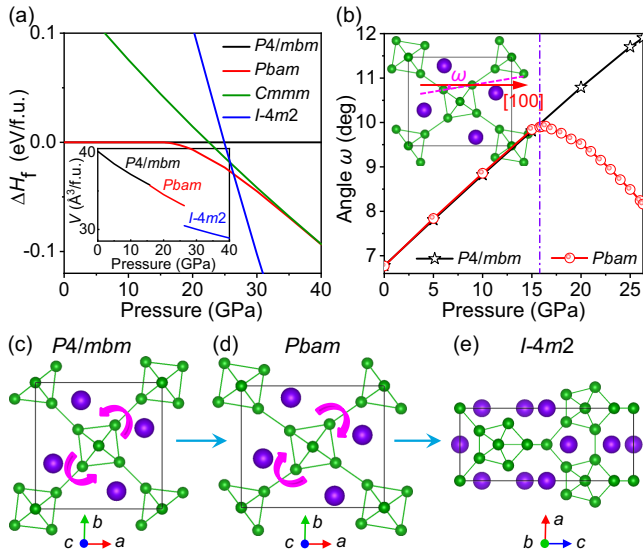 (a)
0.1
0.0
-0.1
ΔHf (eV/f.u.)
P4/mbm
Pbam
Cmmm
I-4m2
40
35
30
V (Å3/f.u.)
P4/mbm
Pbam
I-4m2
0 10 20 30 40
Pressure (GPa)
0 10 20 30 40
Pressure (GPa)
(b)
12
11
10
9
8
7
Angle ω (deg)
ω
[100]
P4/mbm Pbam
0 5 10 15 20 25
Pressure (GPa)
(c) P4/mbm
b
c a
(d) Pbam
b
c a
(e) I-4m2
a
b c